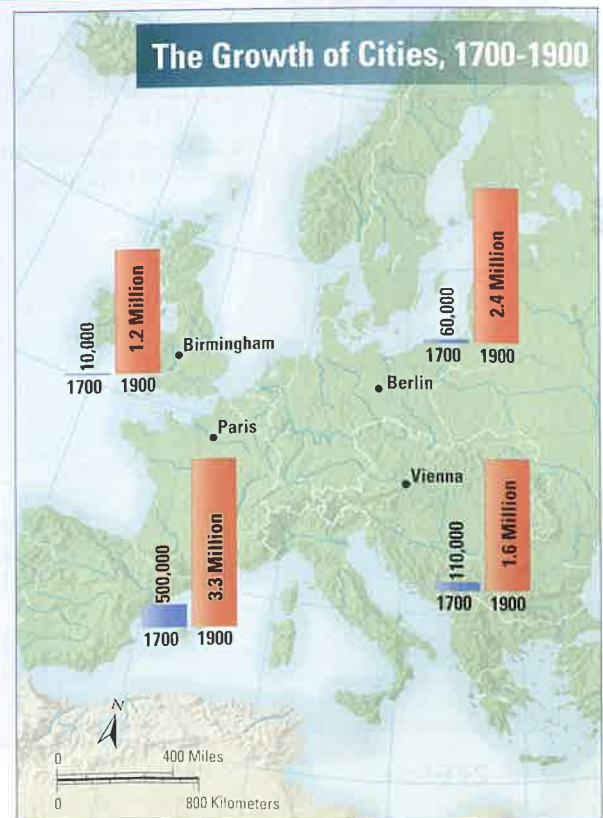 The Growth of Cities, 1700-1900
10,000
1.2 Million
1700 1900
Birmingham
60,000
2.4 Million
1700 1900
Berlin
Paris
500,000
3.3 Million
1700 1900
Vienna
110,000
1.6 Million
1700 1900
N
0 400 Miles
0 800 Kilometers